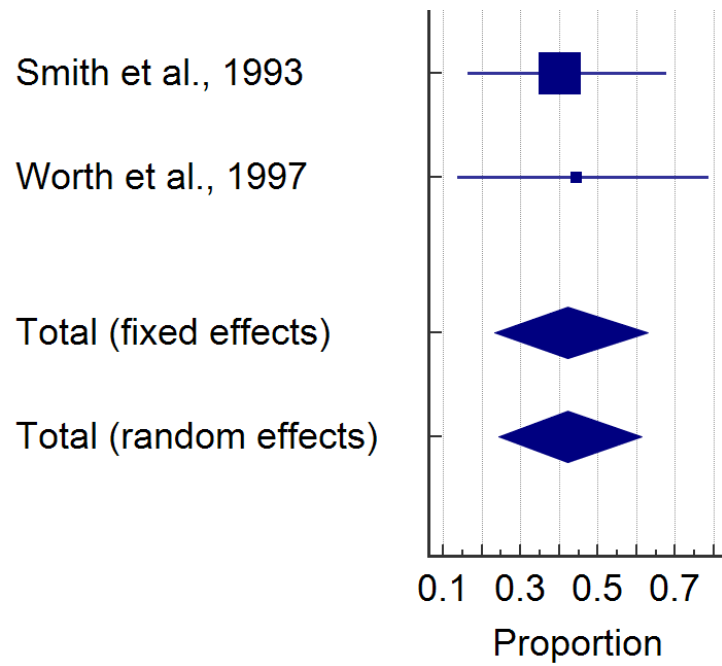 Smith et al., 1993
Worth et al., 1997
Total (fixed effects)
Total (random effects)
0.1 0.3 0.5 0.7
Proportion